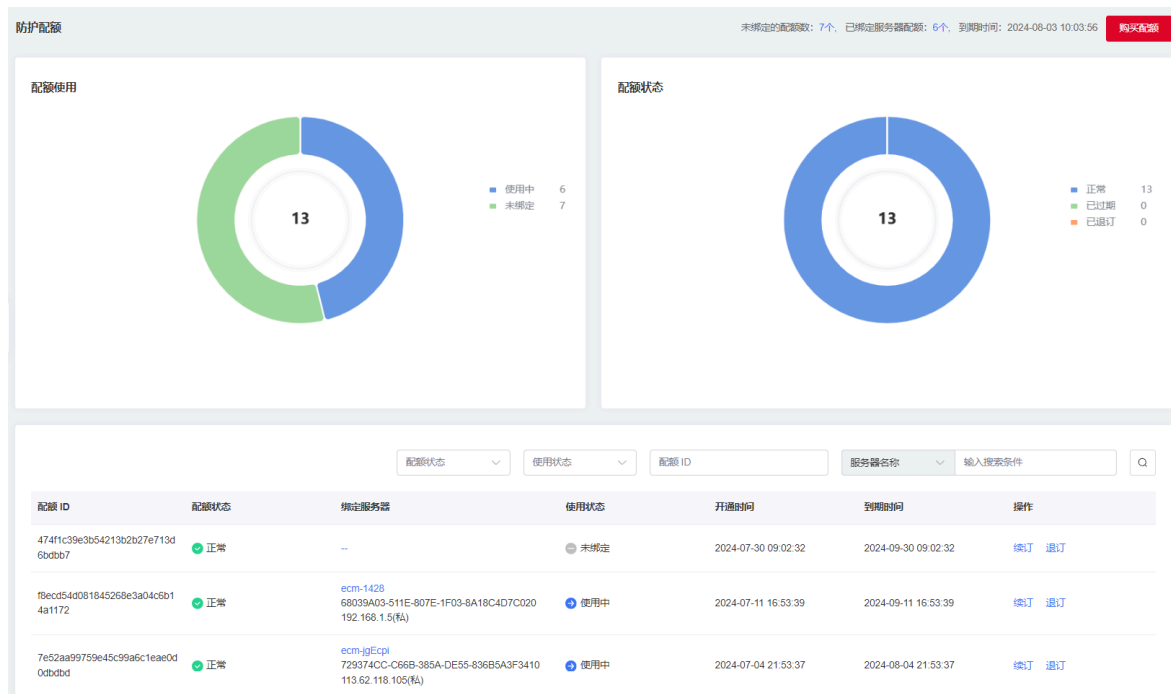 防护配额
未绑定的配额数：7个,  已绑定服务器配额：6个,  到期时间：2024-08-03 10:03:56 购买配额
配额使用
配额状态
13
使用中 6
未绑定 7
13
正常 13
已过期 0
已退订 0
配额状态 使用状态 配额 ID 服务器名称 输入搜索条件
配额 ID 配额状态 绑定服务器 使用状态 开通时间 到期时间 操作
474f1c39e3b54213b2b27e713d
6bdbb7
正常 -- 未绑定 2024-07-30 09:02:32 2024-09-30 09:02:32 续订 退订
f8ecd54d081845268e3a04c6b1
4a1172
正常
ecm-1428
68039A03-511E-807E-1F03-8A18C4D7C020
192.168.1.5(私)
使用中 2024-07-11 16:53:39 2024-09-11 16:53:39 续订 退订
7e52aa99759e45c99a6c1eae0d
0dbdbd
正常
ecm-jgEcpi
729374CC-C66B-385A-DE55-836B5A3F3410
113.62.118.105(私)
使用中 2024-07-04 21:53:37 2024-08-04 21:53:37 续订 退订